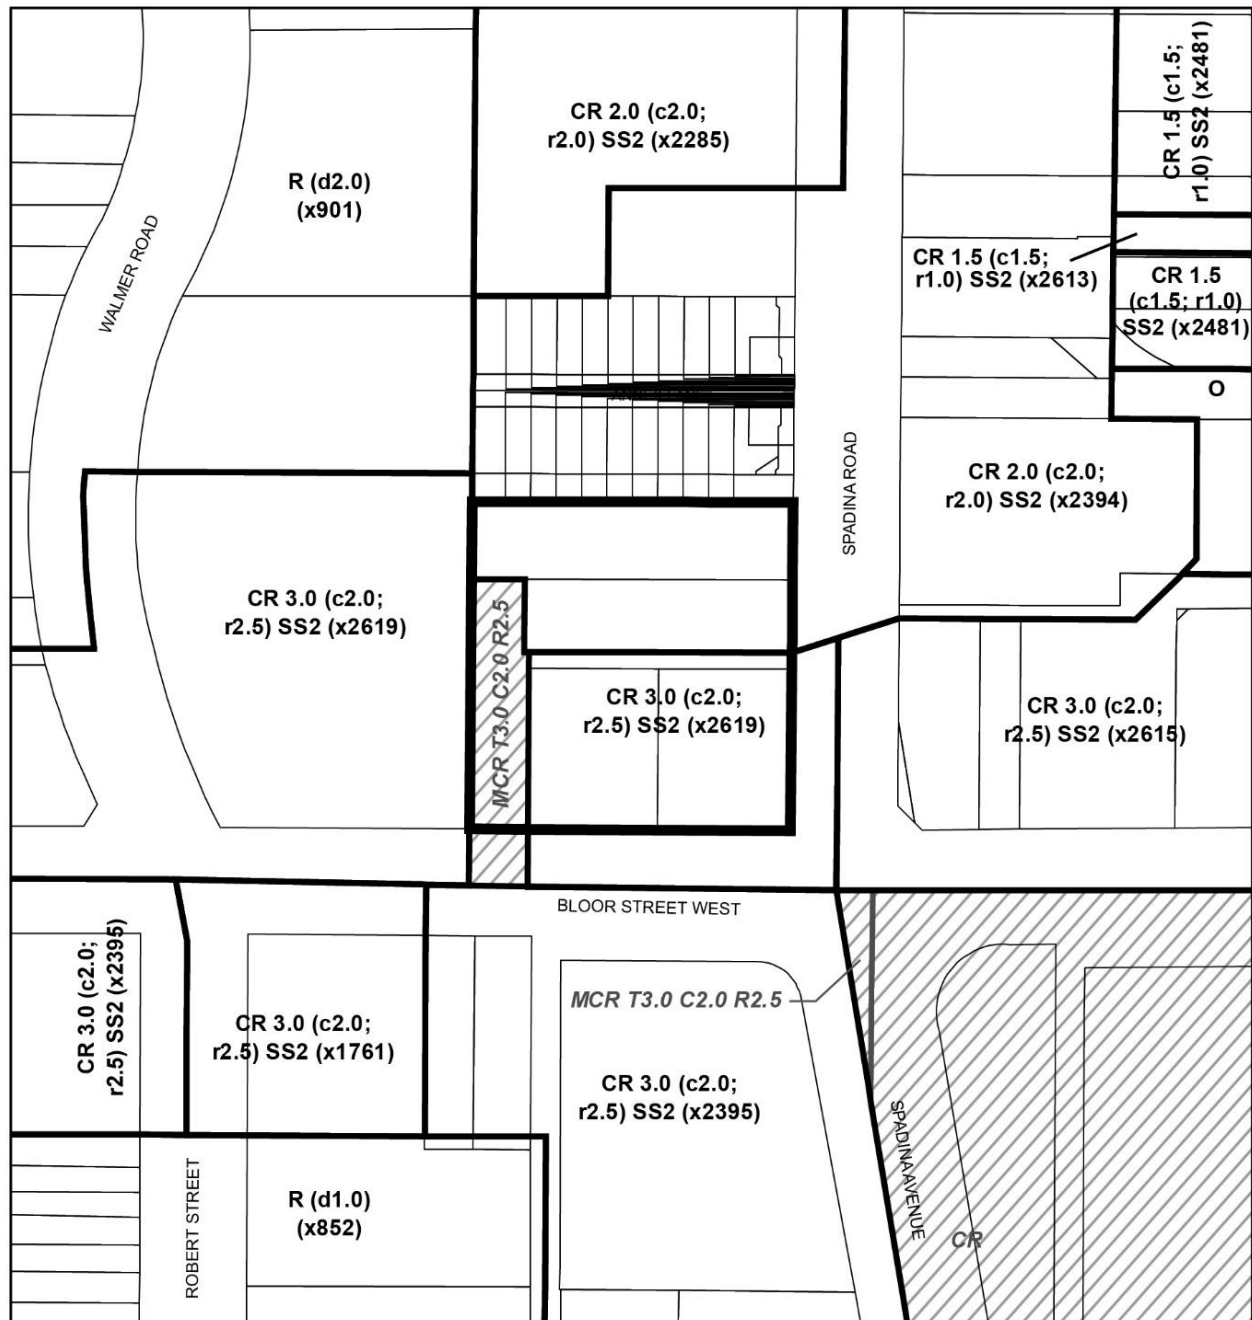 CR 2.0 (c2.0;
r2.0) SS2 (x2285)
CR 1.5 (c1.5;
r1.0) SS2 (x2481)
R (d2.0)
(x901)
WALMER ROAD
CR 1.5 (c1.5;
r1.0) SS2 (x2613)
CR 1.5
(c1.5; r1.0)
SS2 (x2481)
O
SPADINA ROAD
CR 2.0 (c2.0;
r2.0) SS2 (x2394)
CR 3.0 (c2.0;
r2.5) SS2 (x2619)
MCR T3.0 C2.0 R2.5
CR 3.0 (c2.0;
r2.5) SS2 (x2619)
CR 3.0 (c2.0;
r2.5) SS2 (x2615)
BLOOR STREET WEST
CR 3.0 (c2.0;
r2.5) SS2 (x2395)
CR 3.0 (c2.0;
r2.5) SS2 (x1761)
MCR T3.0 C2.0 R2.5
CR 3.0 (c2.0;
r2.5) SS2 (x2395)
SPADINA AVENUE
ROBERT STREET
R (d1.0)
(x852)
CR